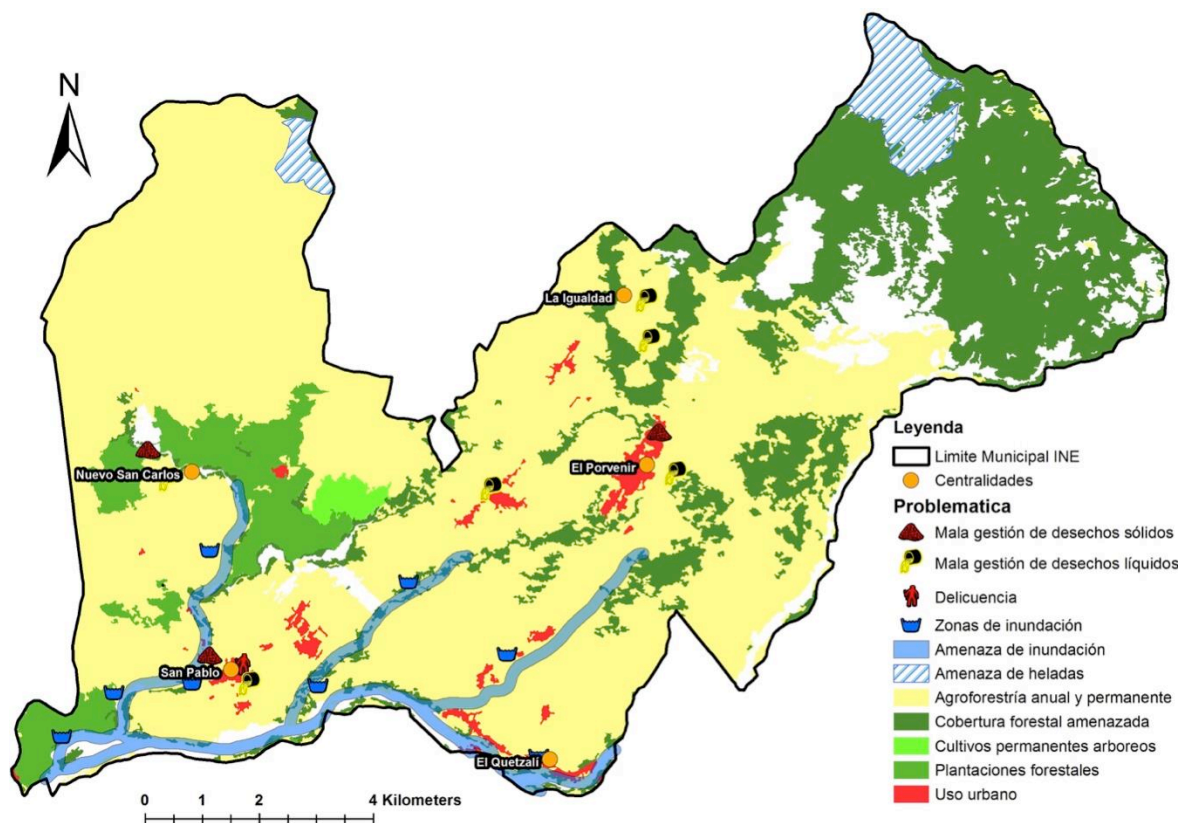 N
La Igualdad
El Porvenir
Nuevo San Carlos
San Pablo
El Quetzalí
0 1 2 4 Kilometers
Leyenda
Limite Municipal INE
Centralidades
Problematica
Mala gestión de desechos sólidos
Mala gestión de desechos líquidos
Delicuencia
Zonas de inundación
Amenaza de inundación
Amenaza de heladas
Agroforestría anual y permanente
Cobertura forestal amenazada
Cultivos permanentes arboreos
Plantaciones forestales
Uso urbano